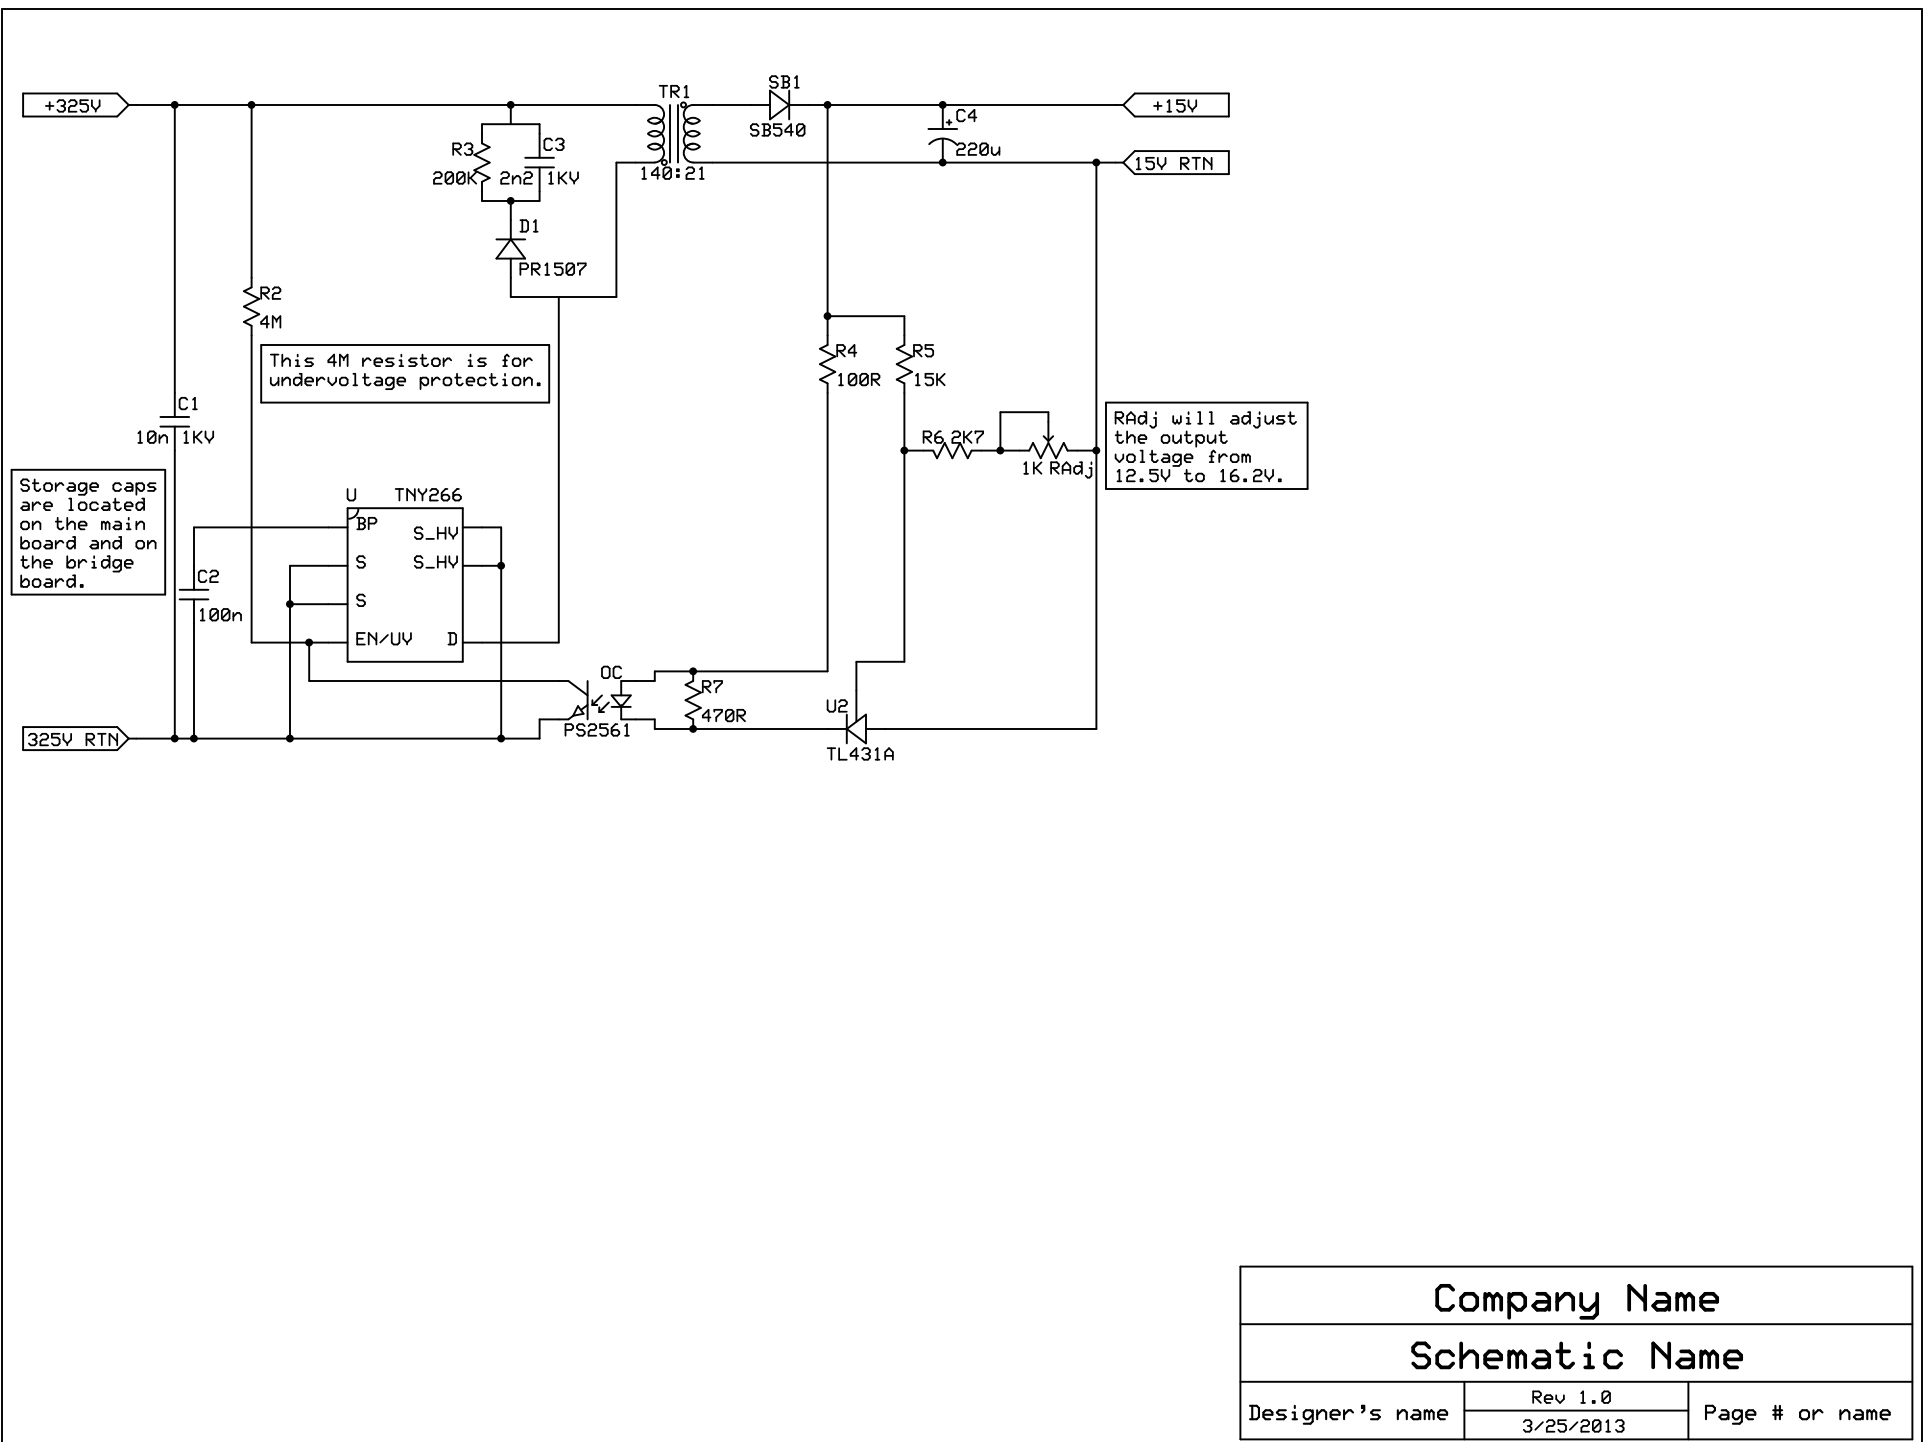 +325V
TR1
SB1
SB540
+15V
C4
+
220u
15V RTN
R3
200K
C3
2n2 1KV
140:21
D1
PR1507
R2
4M
This 4M resistor is for
undervoltage protection.
R4
100R
R5
15K
C1
10n 1KV
R6 2K7
1K RAdj
RAdj will adjust
the output
voltage from
12.5V to 16.2V.
Storage caps
are located
on the main
board and on
the bridge
board.
U
TNY266
BP
S_HV
S
S_HV
S
EN/UV
D
C2
100n
OC
PS2561
R7
470R
U2
TL431A
325V RTN
Company Name
Schematic Name
Designer's name
Rev 1.0
3/25/2013
Page # or name